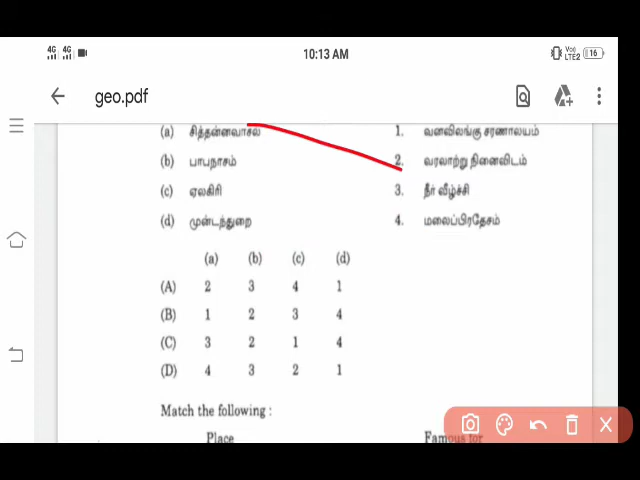 4G 4G 10:13 AM Vo) LTE2 16
geo.pdf
(a) சித்தன்னவாசல் 1. வனவிலங்கு சரணாலயம்
(b) பாபநாசம் 2. வரலாற்று நினைவிடம்
(c) ஏலகிரி 3. நீர் வீழ்ச்சி
(d) முண்டந்துறை 4. மலைப்பிரதேசம்
(a) (b) (c) (d)
(A) 2 3 4 1
(B) 1 2 3 4
(C) 3 2 1 4
(D) 4 3 2 1
Match the following :
Place Famous for